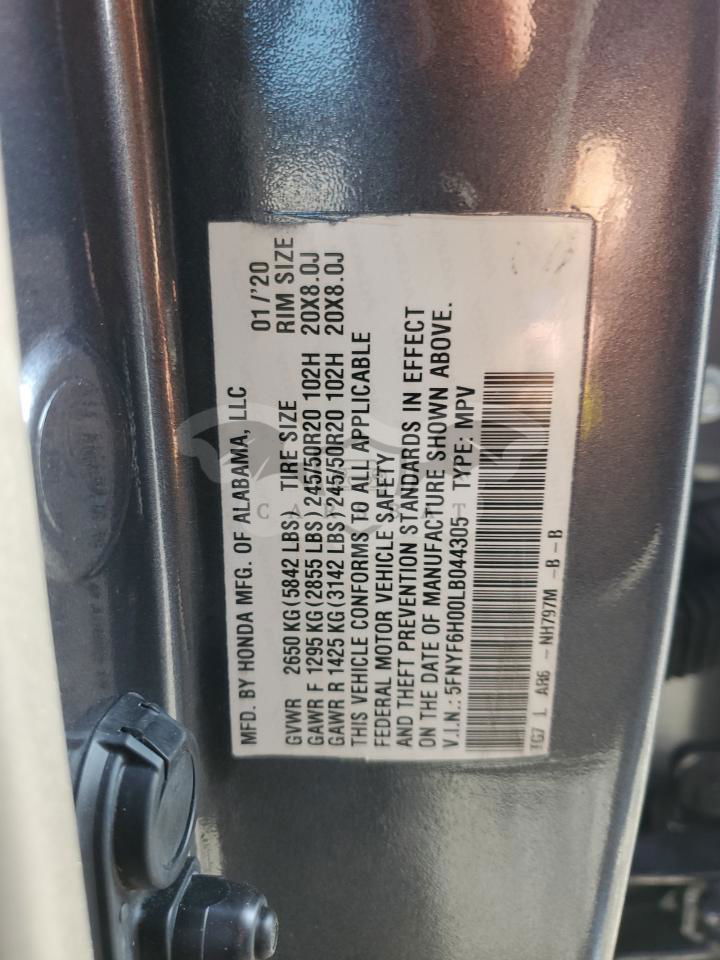 MFD. BY HONDA MFG. OF ALABAMA, LLC 01/'20
GVWR 2650 KG (5842 LBS) TIRE SIZE RIM SIZE
GAWR F 1295 KG (2855 LBS) 245/50R20 102H 20X8.0J
GAWR R 1425 KG (3142 LBS) 245/50R20 102H 20X8.0J
THIS VEHICLE CONFORMS TO ALL APPLICABLE
FEDERAL MOTOR VEHICLE SAFETY
AND THEFT PREVENTION STANDARDS IN EFFECT
ON THE DATE OF MANUFACTURE SHOWN ABOVE.
V.I.N.: 5FNYF6H00LB044305 TYPE: MPV
TG7 L AR6 - NH797M -B -B